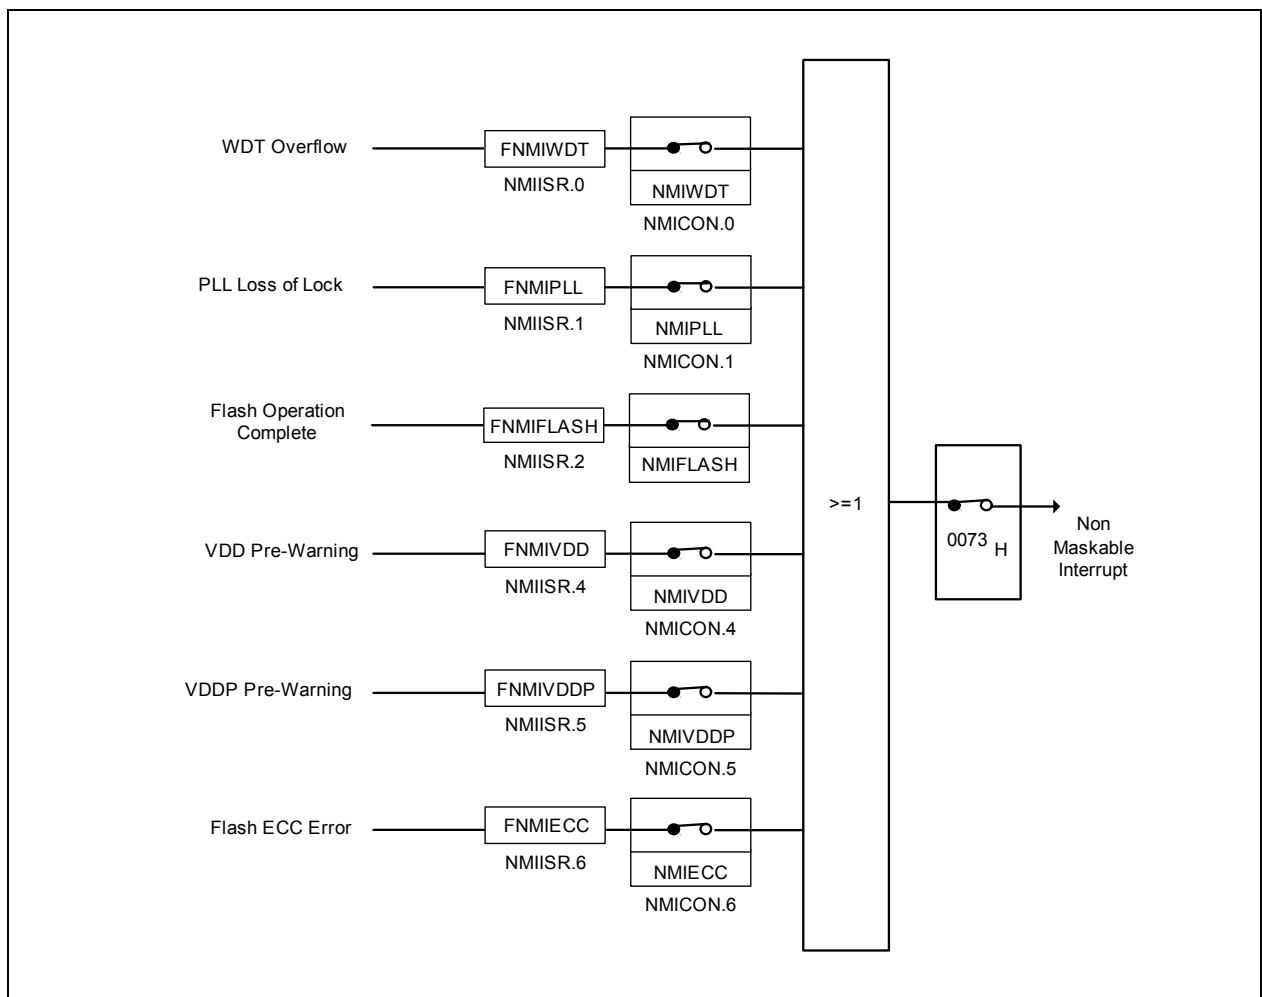 WDT Overflow
FNMIWDT
NMIISR.0
NMIWDT
NMICON.0
PLL Loss of Lock
FNMIPLL
NMIISR.1
NMIPLL
NMICON.1
Flash Operation
Complete
FNMIFLASH
NMIISR.2
NMIFLASH
>=1
0073 H
Non
Maskable
Interrupt
VDD Pre-Warning
FNMIVDD
NMIISR.4
NMIVDD
NMICON.4
VDDP Pre-Warning
FNMIVDDP
NMIISR.5
NMIVDDP
NMICON.5
Flash ECC Error
FNMIECC
NMIISR.6
NMIECC
NMICON.6